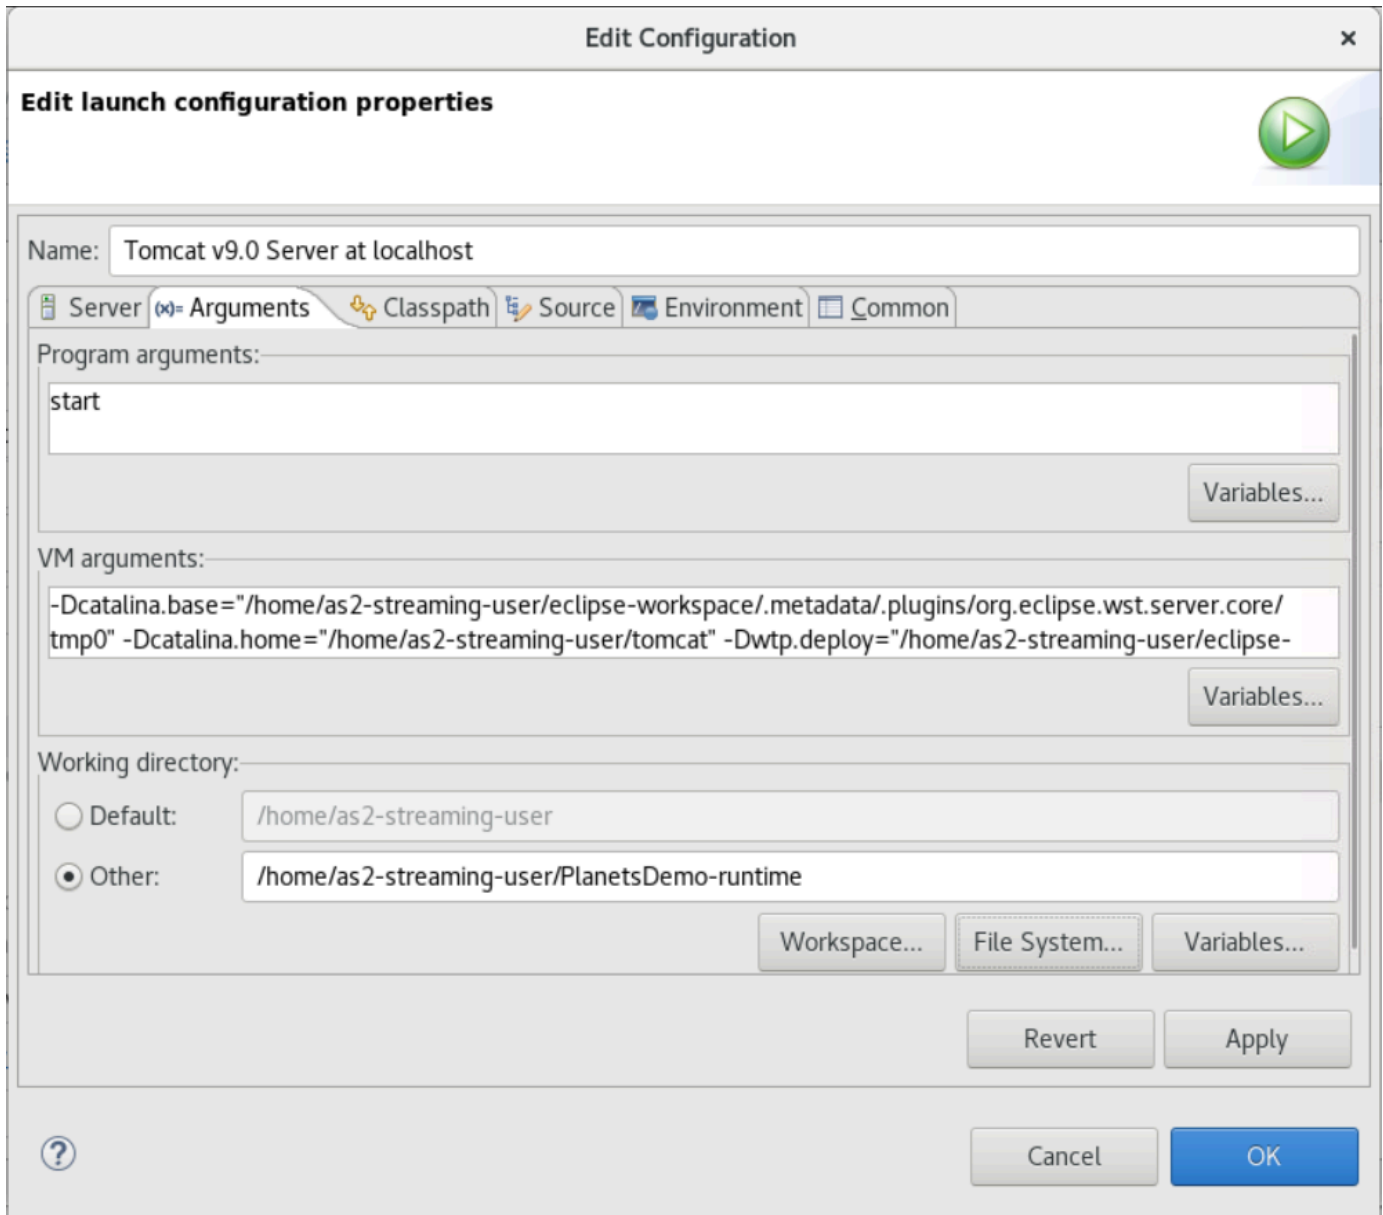 Edit Configuration
Edit launch configuration properties
Name: Tomcat v9.0 Server at localhost
Server (x)= Arguments Classpath Source Environment Common
Program arguments:
start
Variables...
VM arguments:
-Dcatalina.base="/home/as2-streaming-user/eclipse-workspace/.metadata/.plugins/org.eclipse.wst.server.core/
tmp0" -Dcatalina.home="/home/as2-streaming-user/tomcat" -Dwtp.deploy="/home/as2-streaming-user/eclipse-
Variables...
Working directory:
Default: /home/as2-streaming-user
Other: /home/as2-streaming-user/PlanetsDemo-runtime
Workspace... File System... Variables...
Revert Apply
? Cancel OK